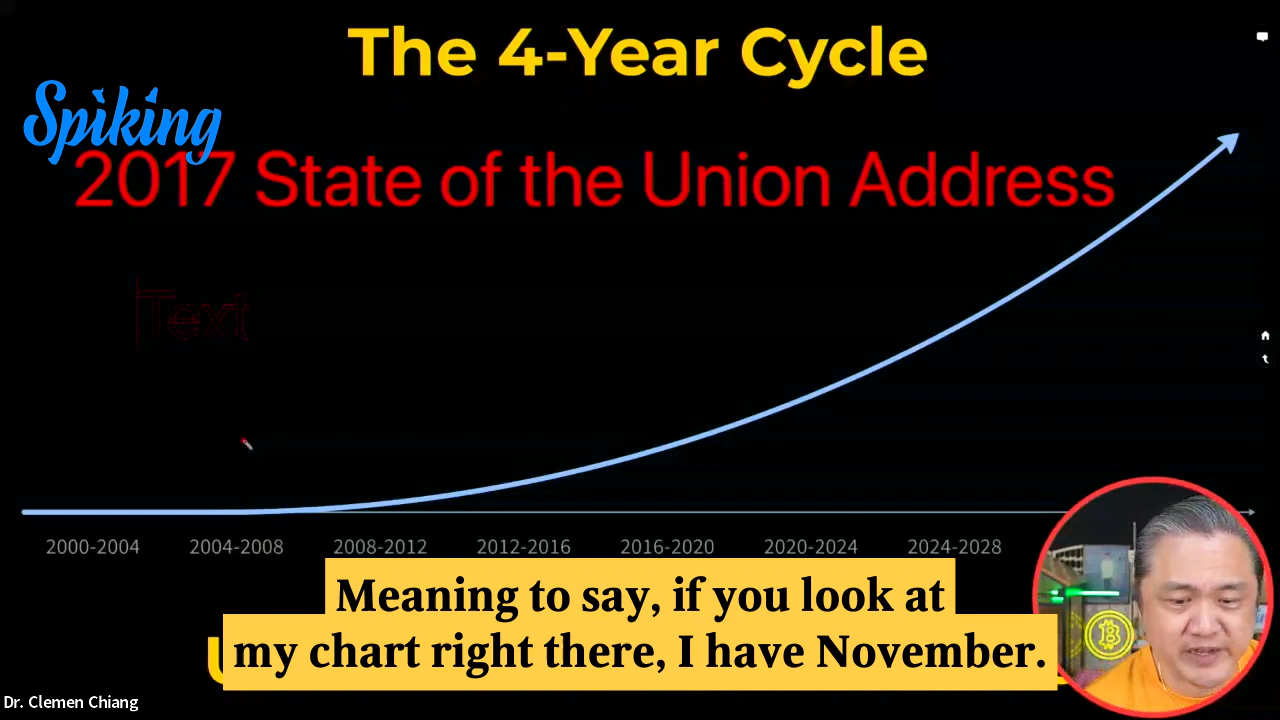 The 4-Year Cycle
Spiking
2017 State of the Union Address
Text
2000-2004 2004-2008 2008-2012 2012-2016 2016-2020 2020-2024 2024-2028
Meaning to say, if you look at
my chart right there, I have November.
Dr. Clemen Chiang